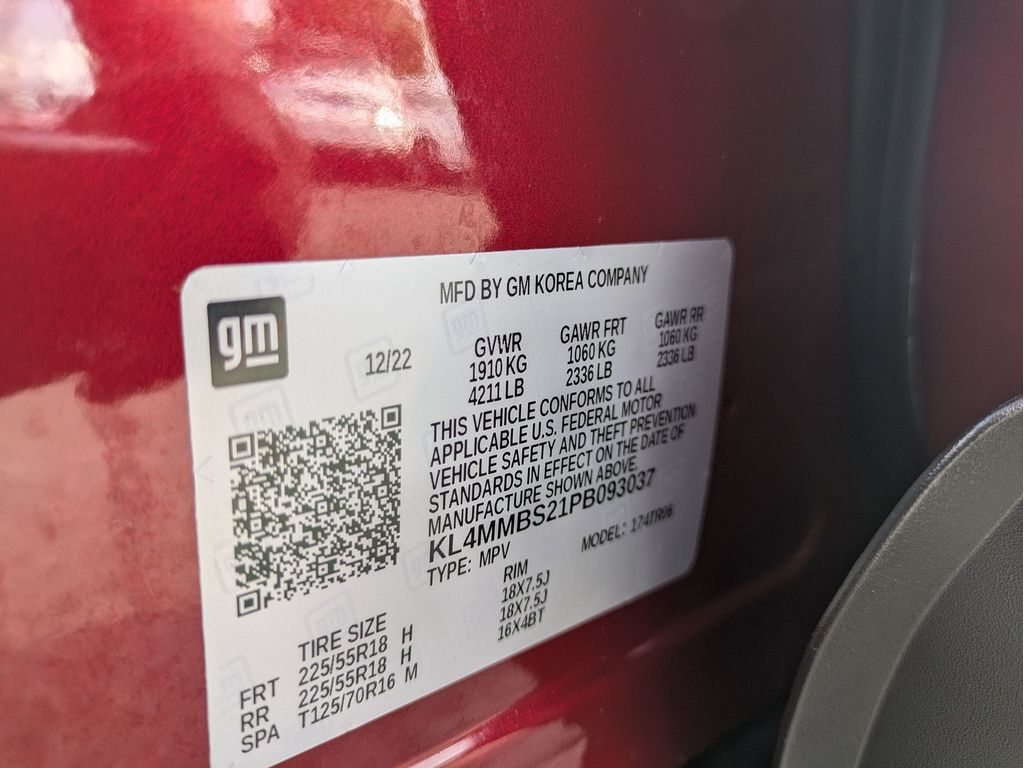 MFD BY GM KOREA COMPANY
gm
12/22
GVWR GAWR FRT GAWR RR
1910 KG 1060 KG 1060 KG
4211 LB 2336 LB 2336 LB
THIS VEHICLE CONFORMS TO ALL
APPLICABLE U.S. FEDERAL MOTOR
VEHICLE SAFETY AND THEFT PREVENTION
STANDARDS IN EFFECT ON THE DATE OF
MANUFACTURE SHOWN ABOVE.
KL4MMBS21PB093037
TYPE: MPV MODEL: 174TR06
TIRE SIZE RIM
FRT 225/55R18 H 18X7.5J
RR 225/55R18 H 18X7.5J
SPA T125/70R16 M 16X4BT